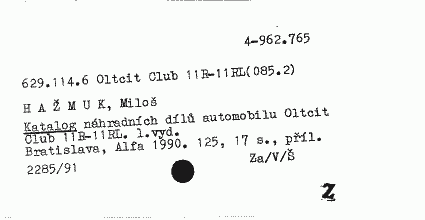 4-962.765
629.114.6 Oltcit Club 11R-11RL(085.2)
H A Ž M U K, Miloš
Katalog náhradních dílů automobilu Oltcit
Club 11R-11RL. 1.vyd.
Bratislava, Alfa 1990. 125, 17 s., příl.
Za/V/Š
2285/91
Z